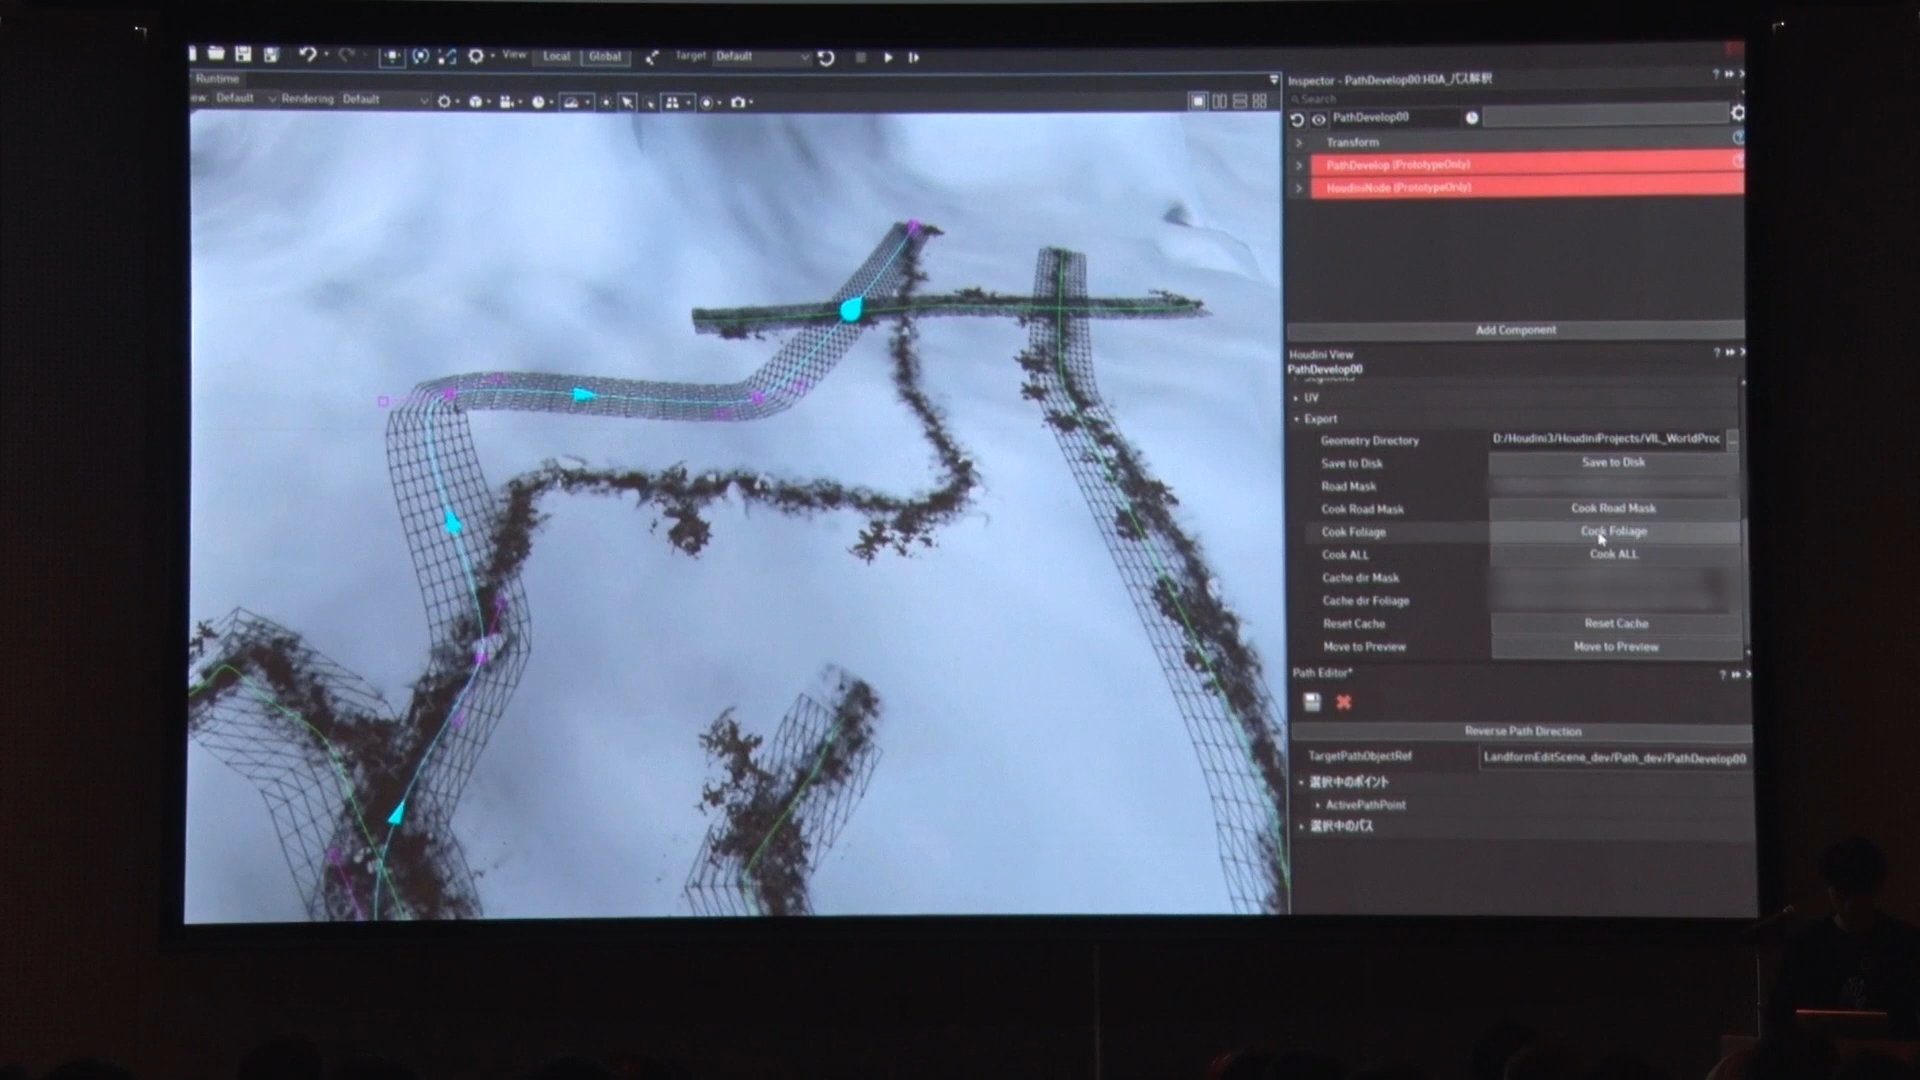 View Local Global Target Default
Runtime
Default Rendering Default
Inspector - PathDevelop00:HDA_パス解釈
Search
PathDevelop00
Transform
PathDevelop (PrototypeOnly)
HoudiniNode (PrototypeOnly)
Add Component
Houdini View
PathDevelop00
Segments
UV
Export
Geometry Directory D:/Houdini3/HoudiniProjects/VIL_WorldProc
Save to Disk Save to Disk
Road Mask
Cook Road Mask Cook Road Mask
Cook Foliage Cook Foliage
Cook ALL Cook ALL
Cache dir Mask
Cache dir Foliage
Reset Cache Reset Cache
Move to Preview Move to Preview
Path Editor*
Reverse Path Direction
TargetPathObjectRef LandformEditScene_dev/Path_dev/PathDevelop00
選択中のポイント
ActivePathPoint
選択中のパス